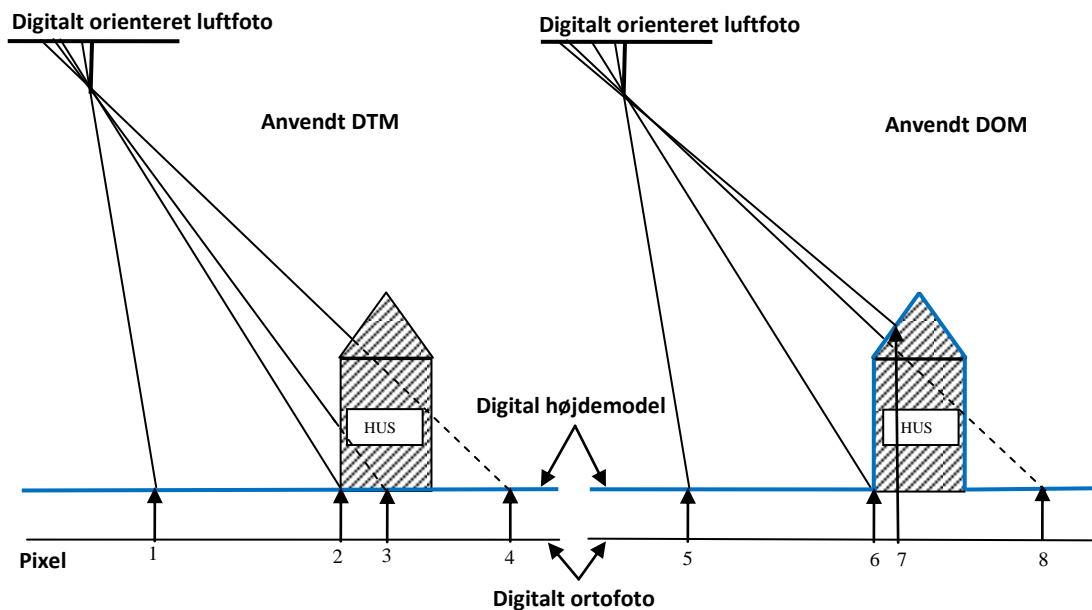 Digitalt orienteret luftfoto
Digitalt orienteret luftfoto
Anvendt DTM
Anvendt DOM
Digital højdemodel
HUS
HUS
1
2
3
4
5
6
7
8
Pixel
Digitalt ortofoto